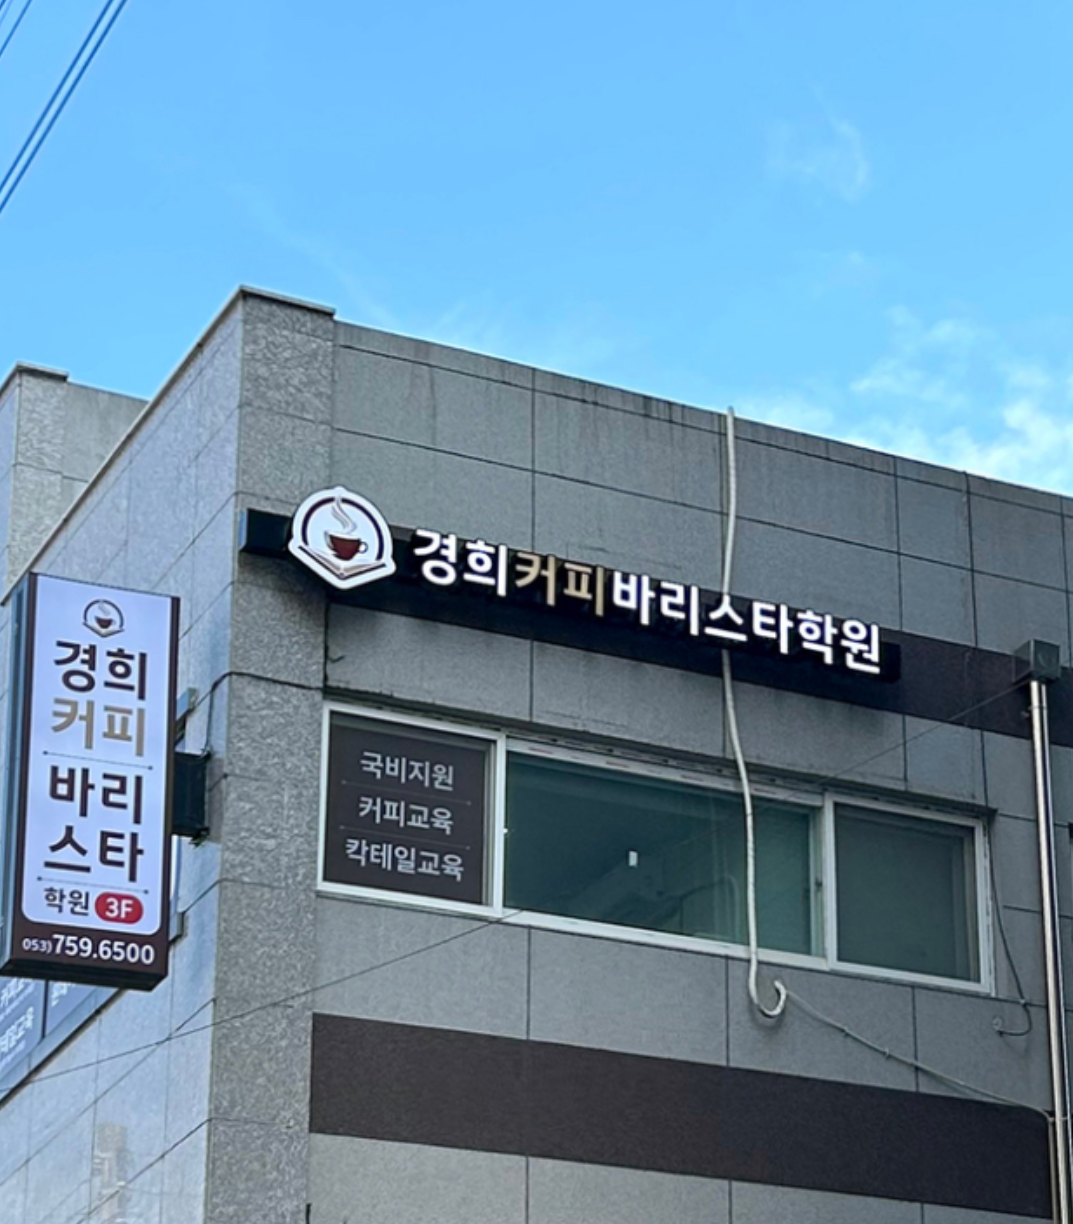 경희커피바리스타학원
경희
커피
바리
스타
학원 3F
053)759.6500
국비지원
커피교육
칵테일교육